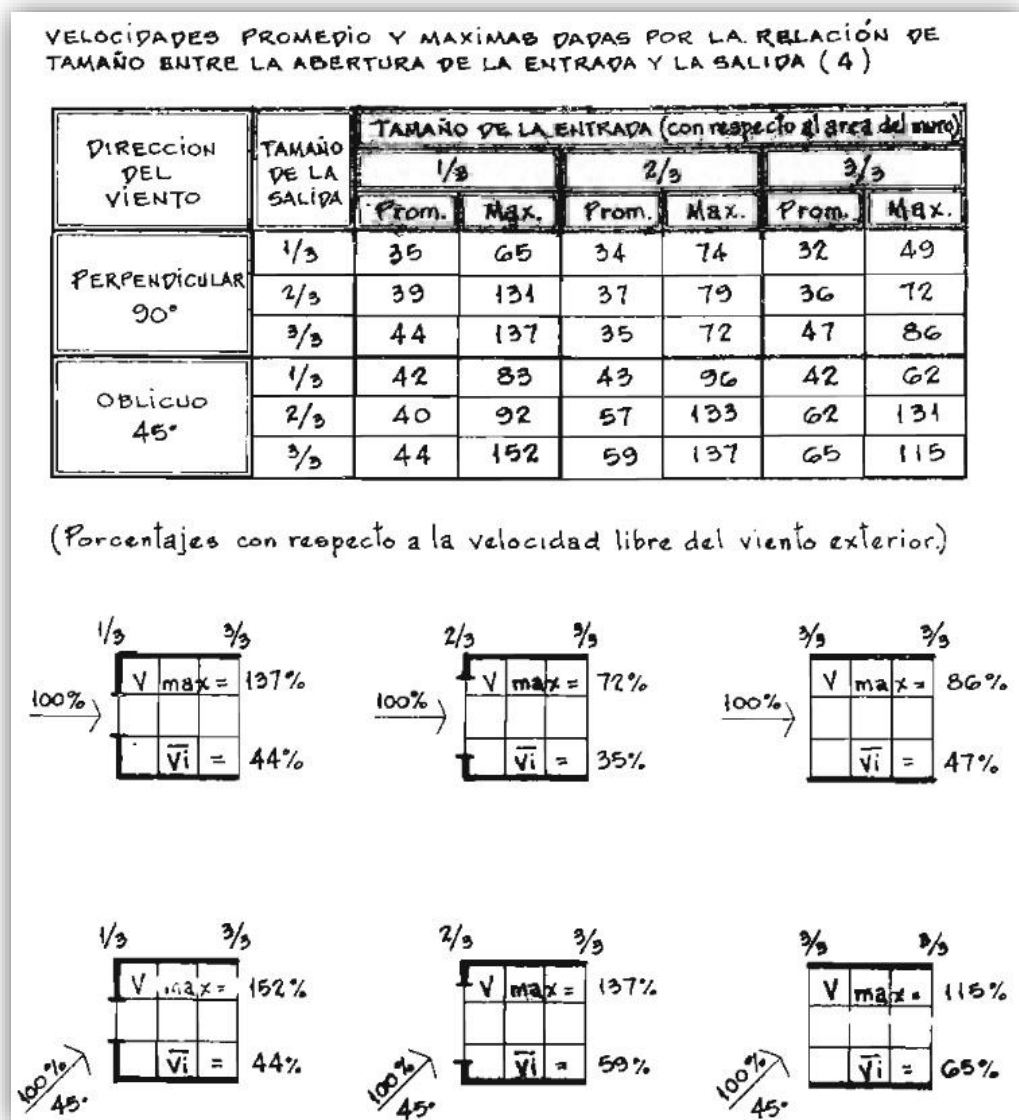 VELOCIDADES PROMEDIO Y MAXIMAS DADAS POR LA RELACIÓN DE
TAMAÑO ENTRE LA ABERTURA DE LA ENTRADA Y LA SALIDA (4)
DIRECCION DEL VIENTO TAMAÑO DE LA SALIDA TAMAÑO DE LA ENTRADA (con respecto al area del muro)
1/3 2/3 3/3
Prom. Max. Prom. Max. Prom. Max.
PERPENDICULAR 90°
1/3 35 65 34 74 32 49
2/3 39 131 37 79 36 72
3/3 44 137 35 72 47 86
OBLICUO 45°
1/3 42 83 43 96 42 62
2/3 40 92 57 133 62 131
3/3 44 152 59 137 65 115
(Porcentajes con respecto a la velocidad libre del viento exterior.)
1/3 3/3 2/3 3/3 3/3 3/3
V max = 137% V max = 72% V max = 86%
100% 100% 100%
Vi = 44% Vi = 35% Vi = 47%
1/3 3/3 2/3 3/3 3/3 3/3
V max = 152% V max = 137% V max = 115%
Vi = 44% Vi = 59% Vi = 65%
100% 100% 100%
45° 45° 45°